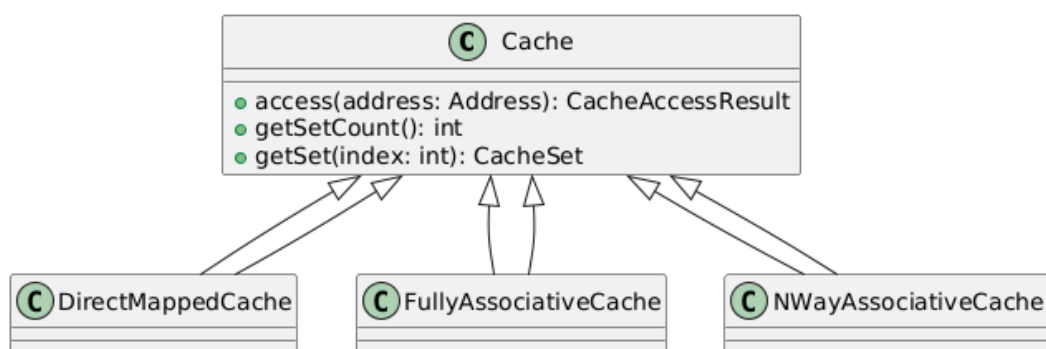 C Cache
access(address: Address): CacheAccessResult
getSetCount(): int
getSet(index: int): CacheSet
C DirectMappedCache
C FullyAssociativeCache
C NWayAssociativeCache